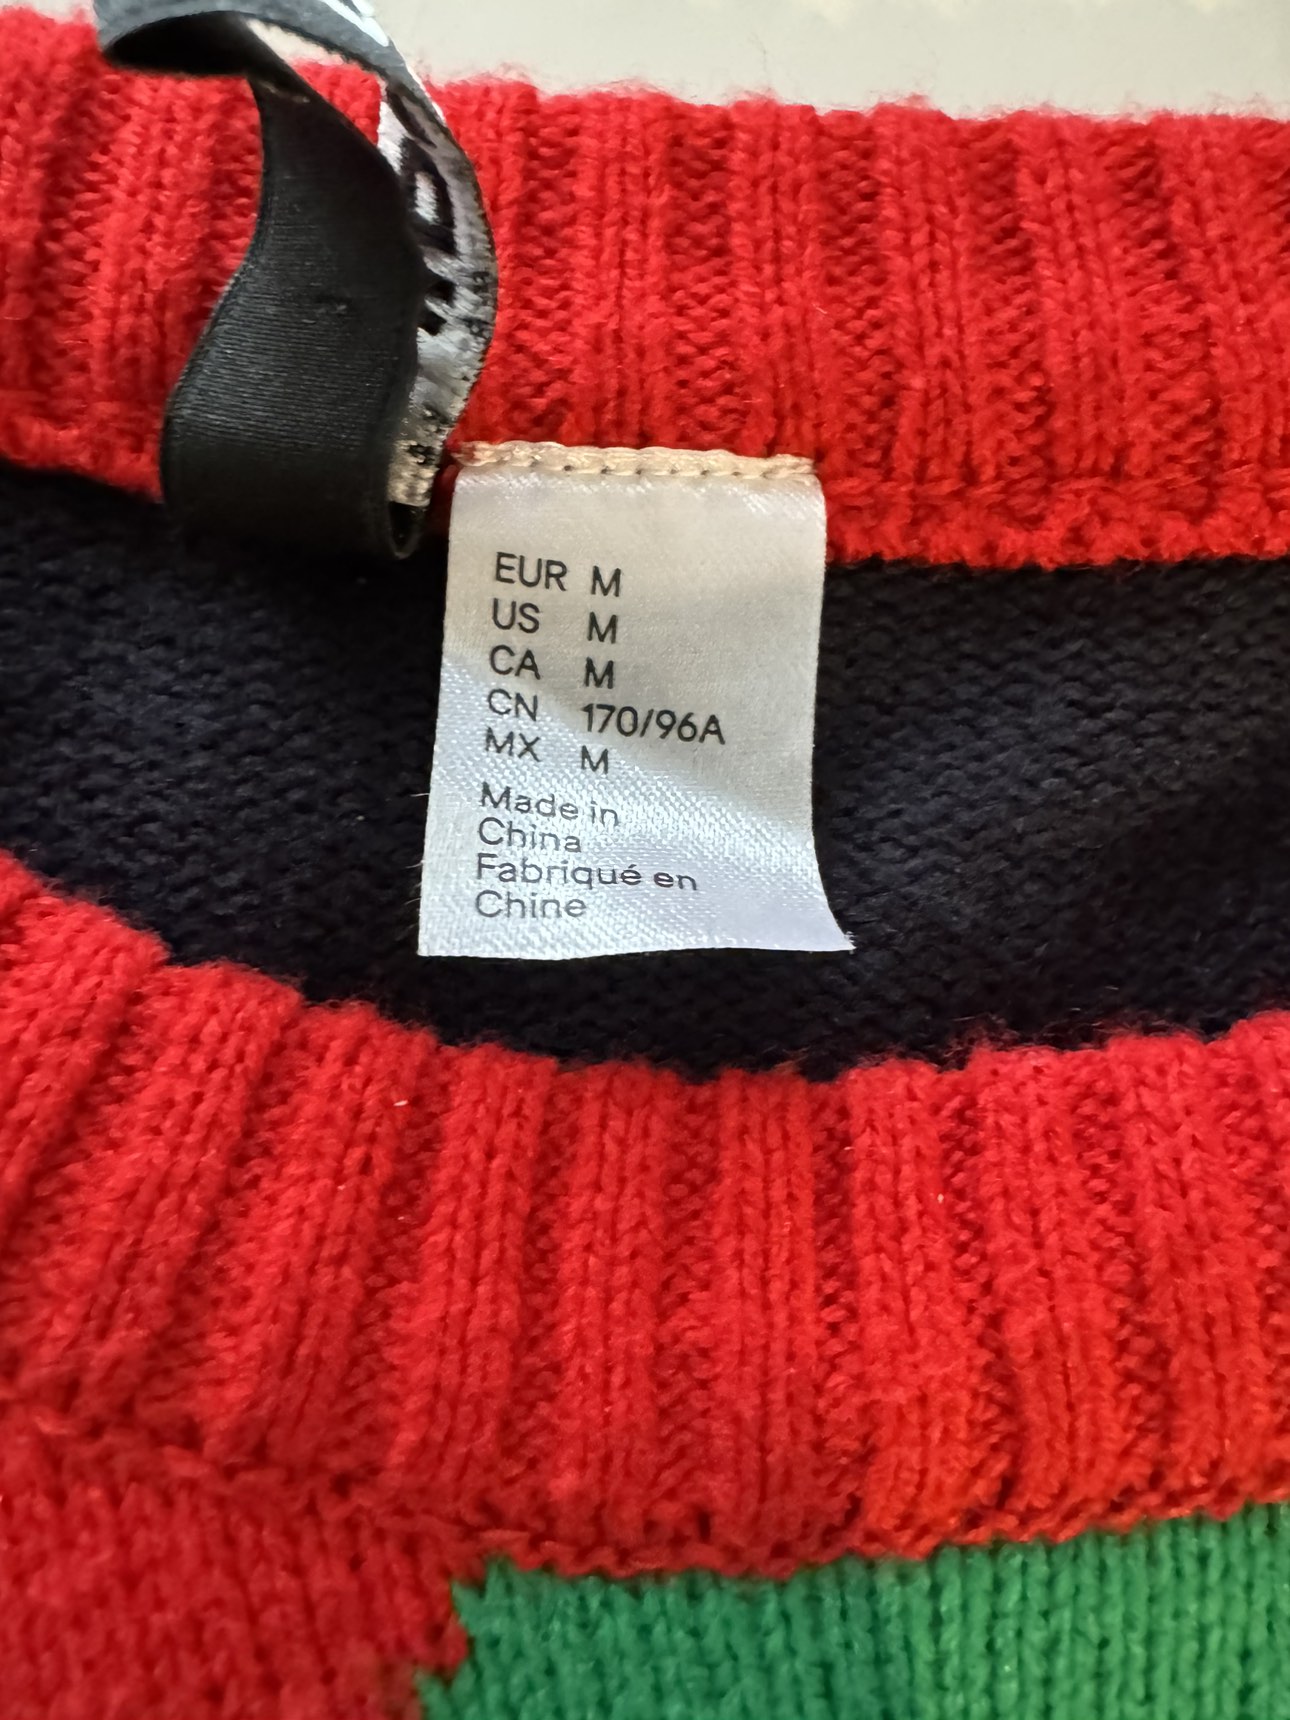 EUR M
US M
CA M
CN 170/96A
MX M
Made in
China
Fabriqué en
Chine